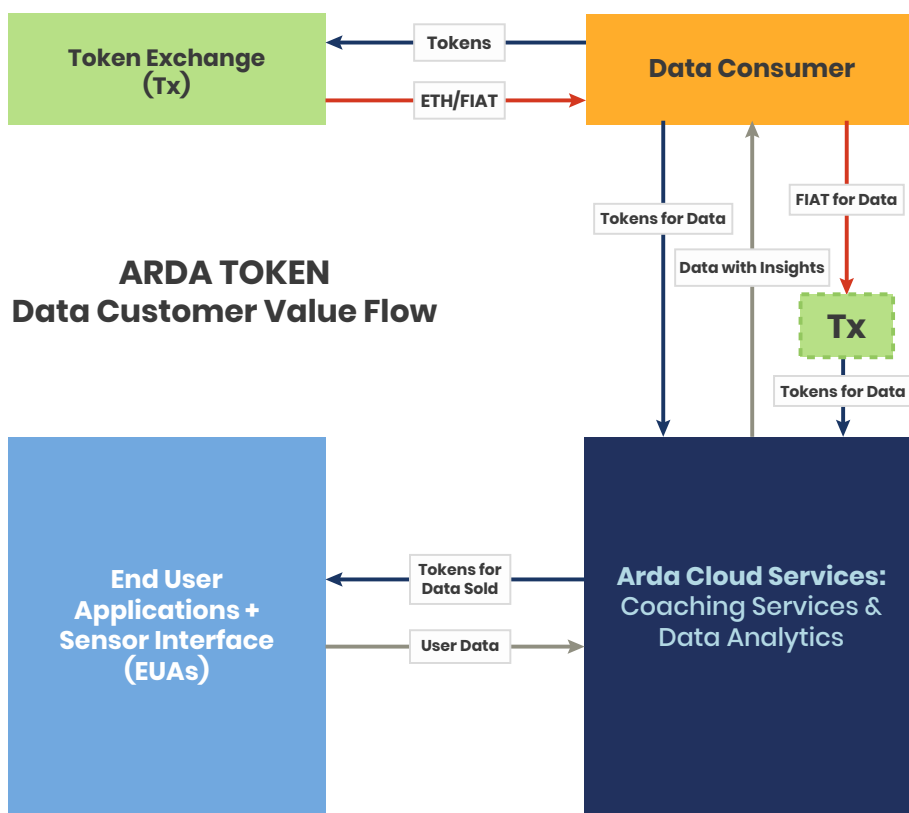 Token Exchange
(Tx)
Tokens
ETH/FIAT
Data Consumer
Tokens for Data
FIAT for Data
Data with Insights
ARDA TOKEN
Data Customer Value Flow
Tx
Tokens for Data
End User
Applications +
Sensor Interface
(EUAs)
Tokens for
Data Sold
User Data
Arda Cloud Services:
Coaching Services &
Data Analytics